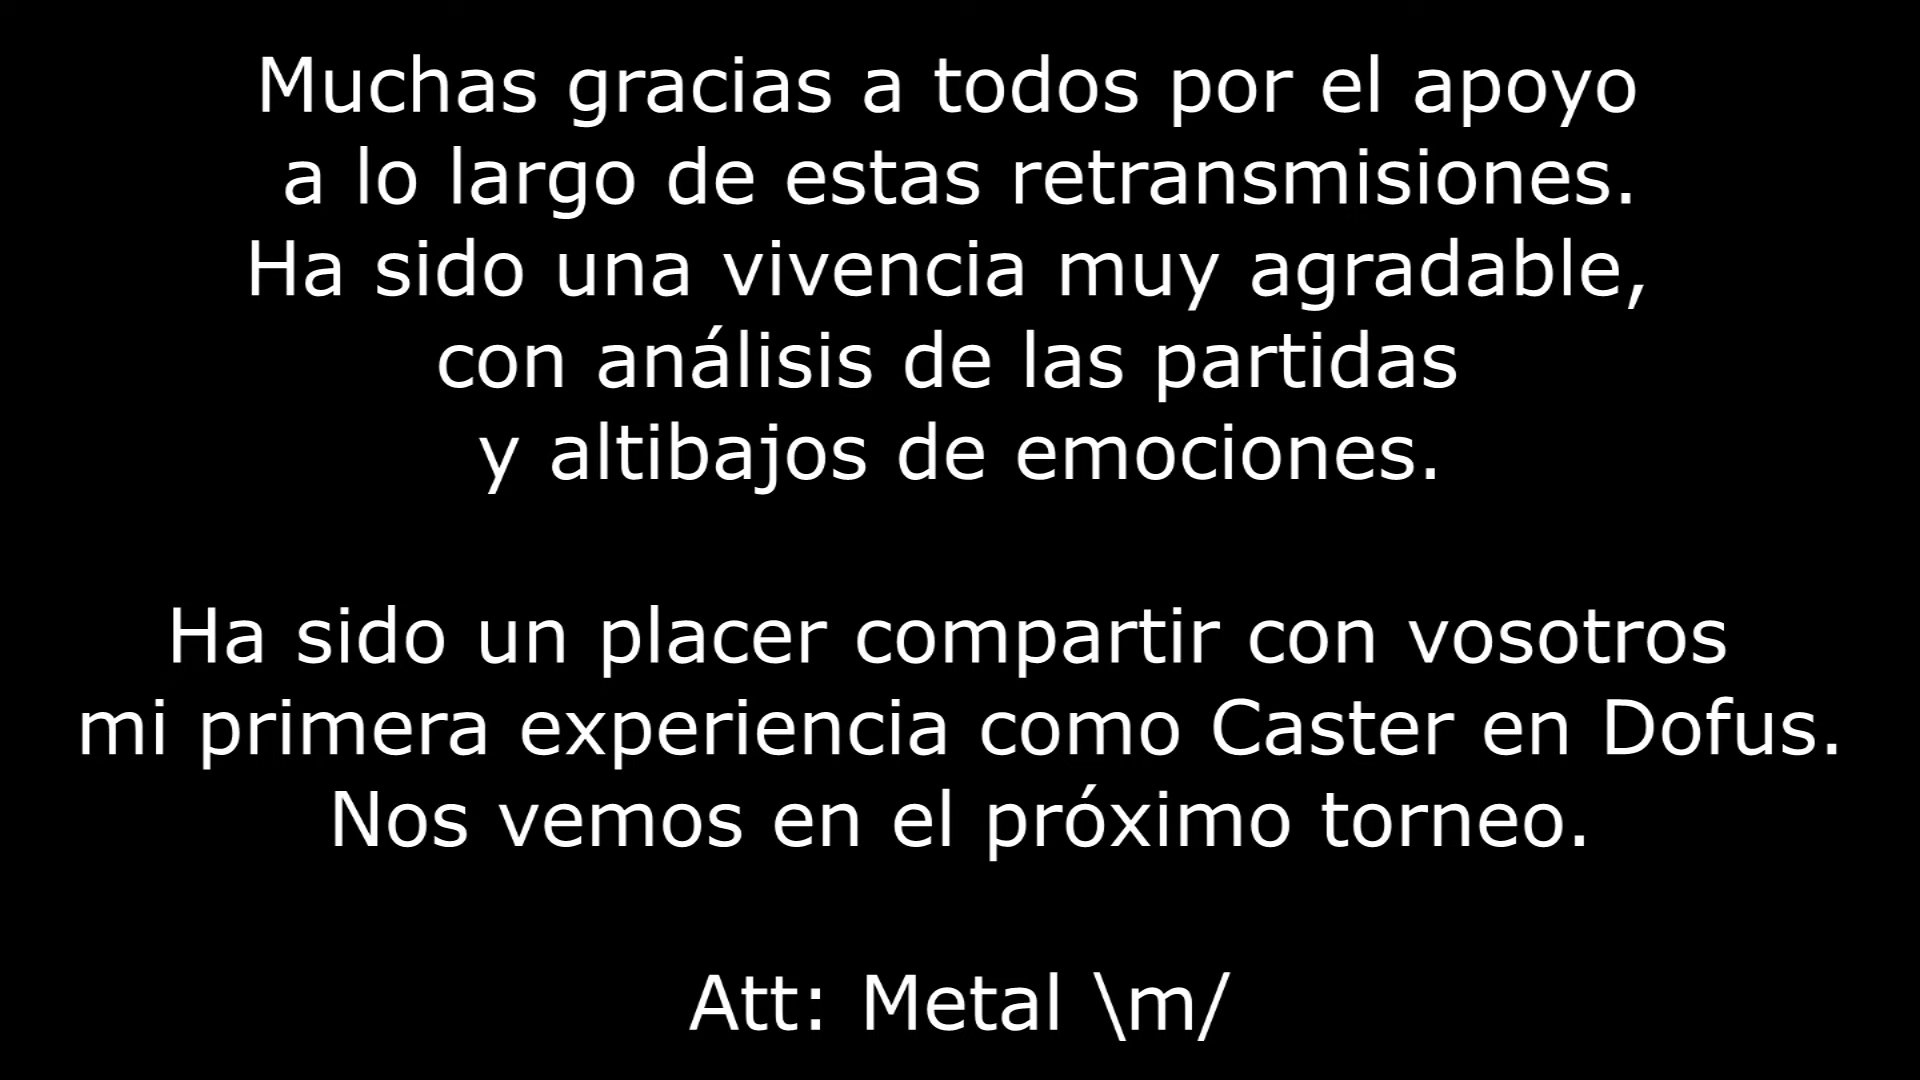 Muchas gracias a todos por el apoyo
a lo largo de estas retransmisiones.
Ha sido una vivencia muy agradable,
con análisis de las partidas
y altibajos de emociones.
Ha sido un placer compartir con vosotros
mi primera experiencia como Caster en Dofus.
Nos vemos en el próximo torneo.
Att: Metal \m/